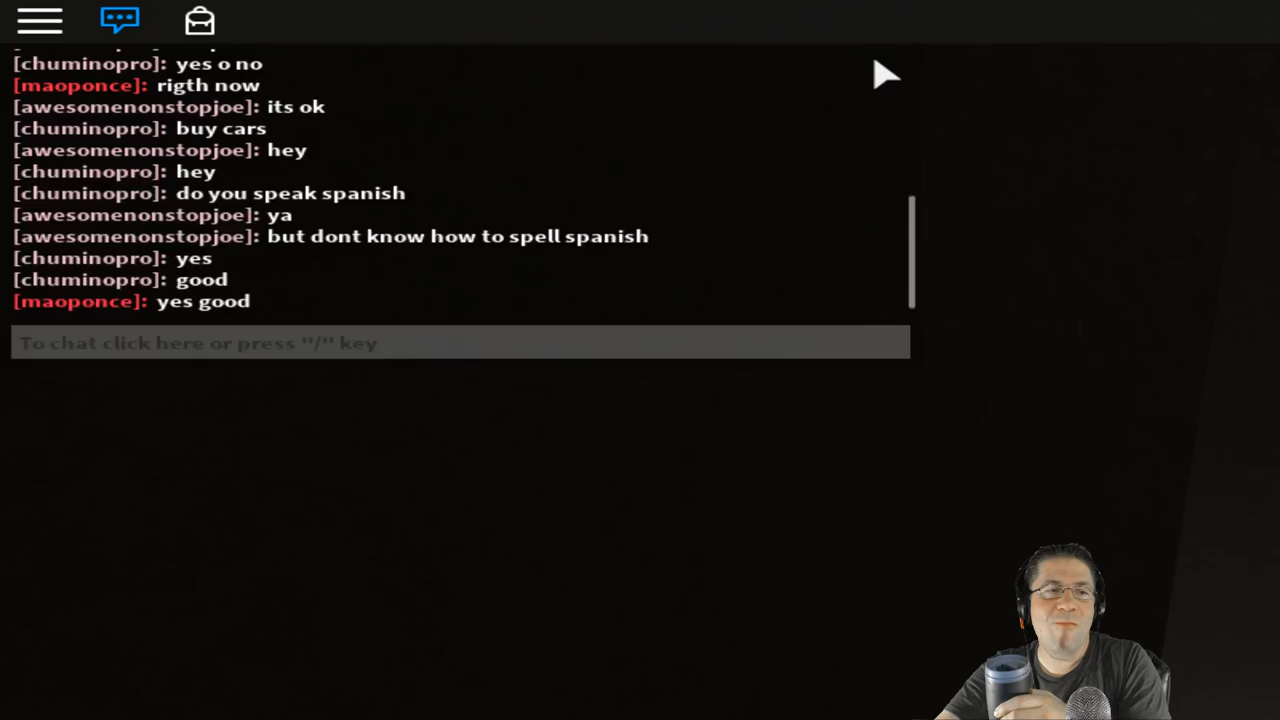 [chuminopro]: yes o no
[maoponce]: rigth now
[awesomenonstopjoe]: its ok
[chuminopro]: buy cars
[awesomenonstopjoe]: hey
[chuminopro]: hey
[chuminopro]: do you speak spanish
[awesomenonstopjoe]: ya
[awesomenonstopjoe]: but dont know how to spell spanish
[chuminopro]: yes
[chuminopro]: good
[maoponce]: yes good
To chat click here or press "/" key